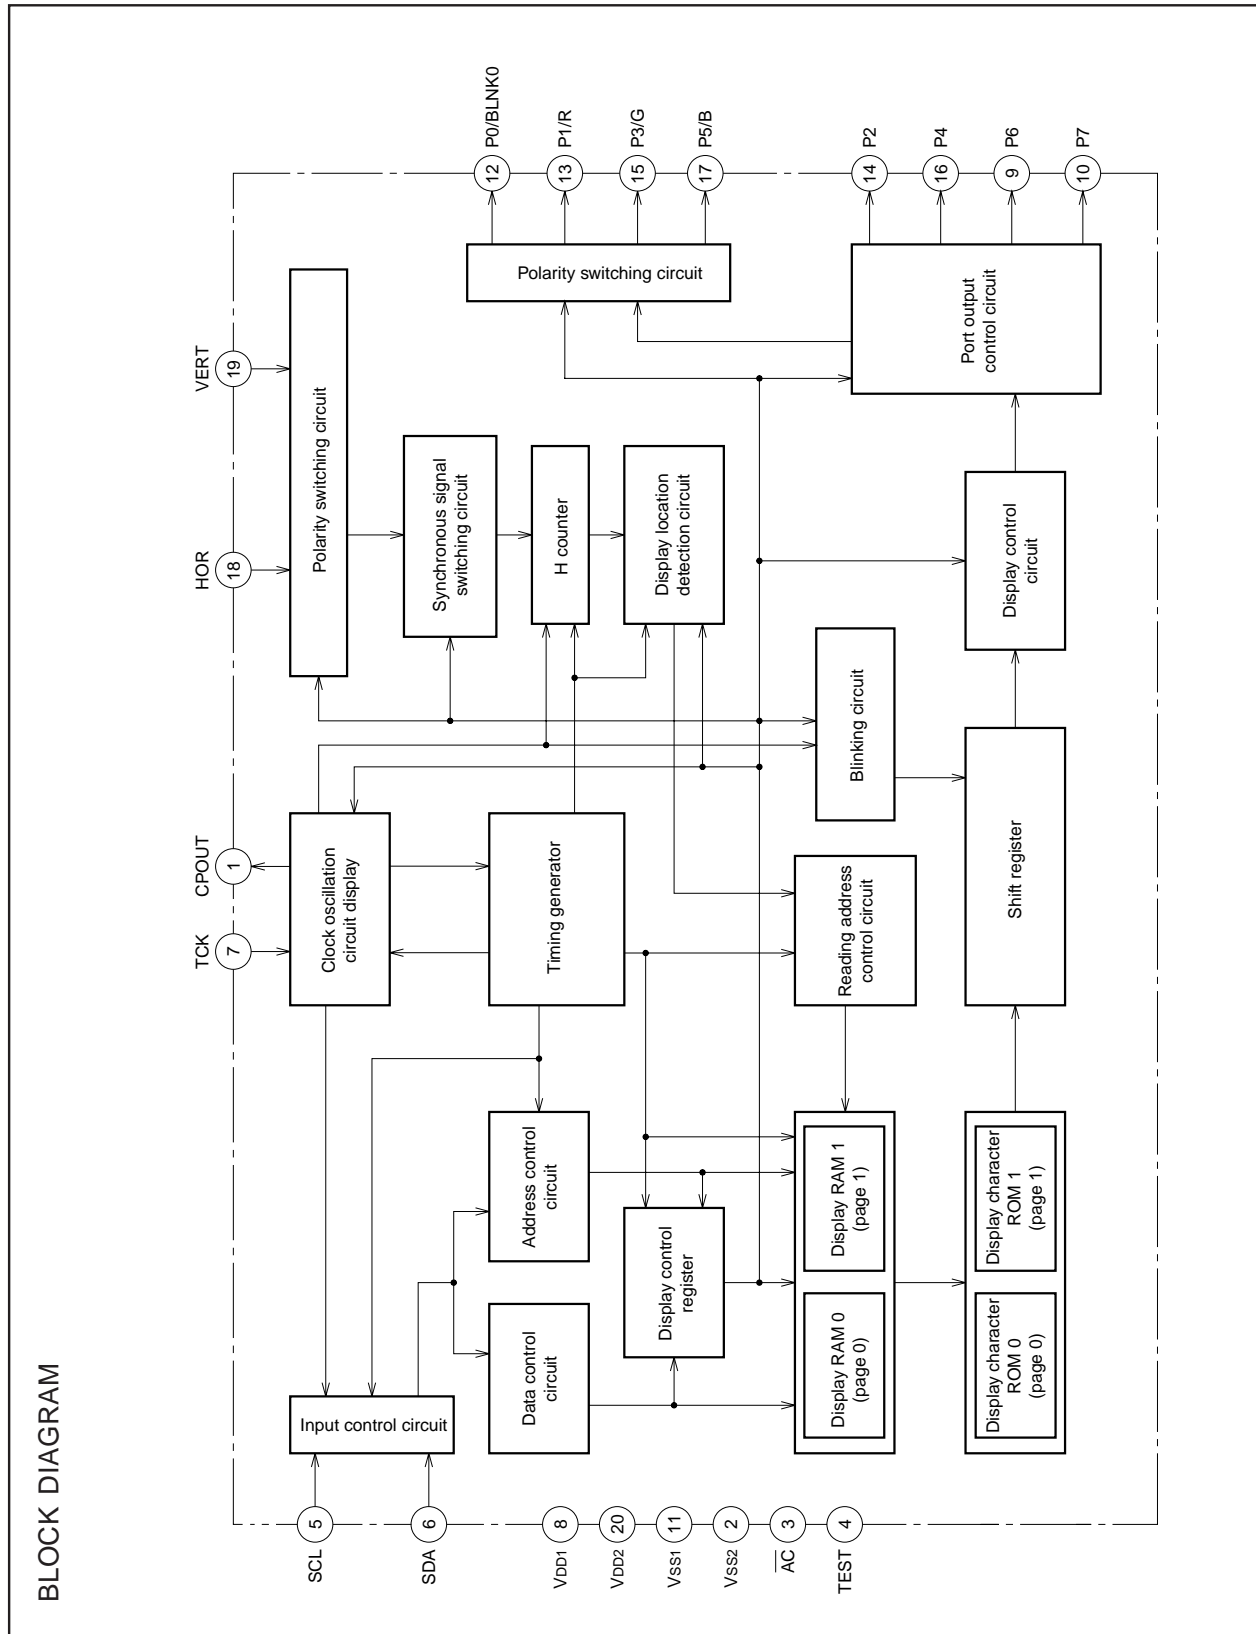 BLOCK DIAGRAM
TCK
7
CPOUT
1
HOR
18
VERT
19
SCL
5
SDA
6
VDD1
8
VDD2
20
VSS1
11
VSS2
2
AC
3
TEST
4
Input control circuit
Clock oscillation
circuit display
Polarity switching circuit
Data control
circuit
Address control
circuit
Timing generator
Synchronous signal
switching circuit
H counter
Display location
detection circuit
Display control
register
Polarity switching circuit
12
P0/BLNK0
13
P1/R
15
P3/G
17
P5/B
Display RAM 0
(page 0)
Display RAM 1
(page 1)
Reading address
control circuit
Blinking circuit
Display character
ROM 0
(page 0)
Display character
ROM 1
(page 1)
Shift register
Display control
circuit
Port output
control circuit
14
P2
16
P4
9
P6
10
P7